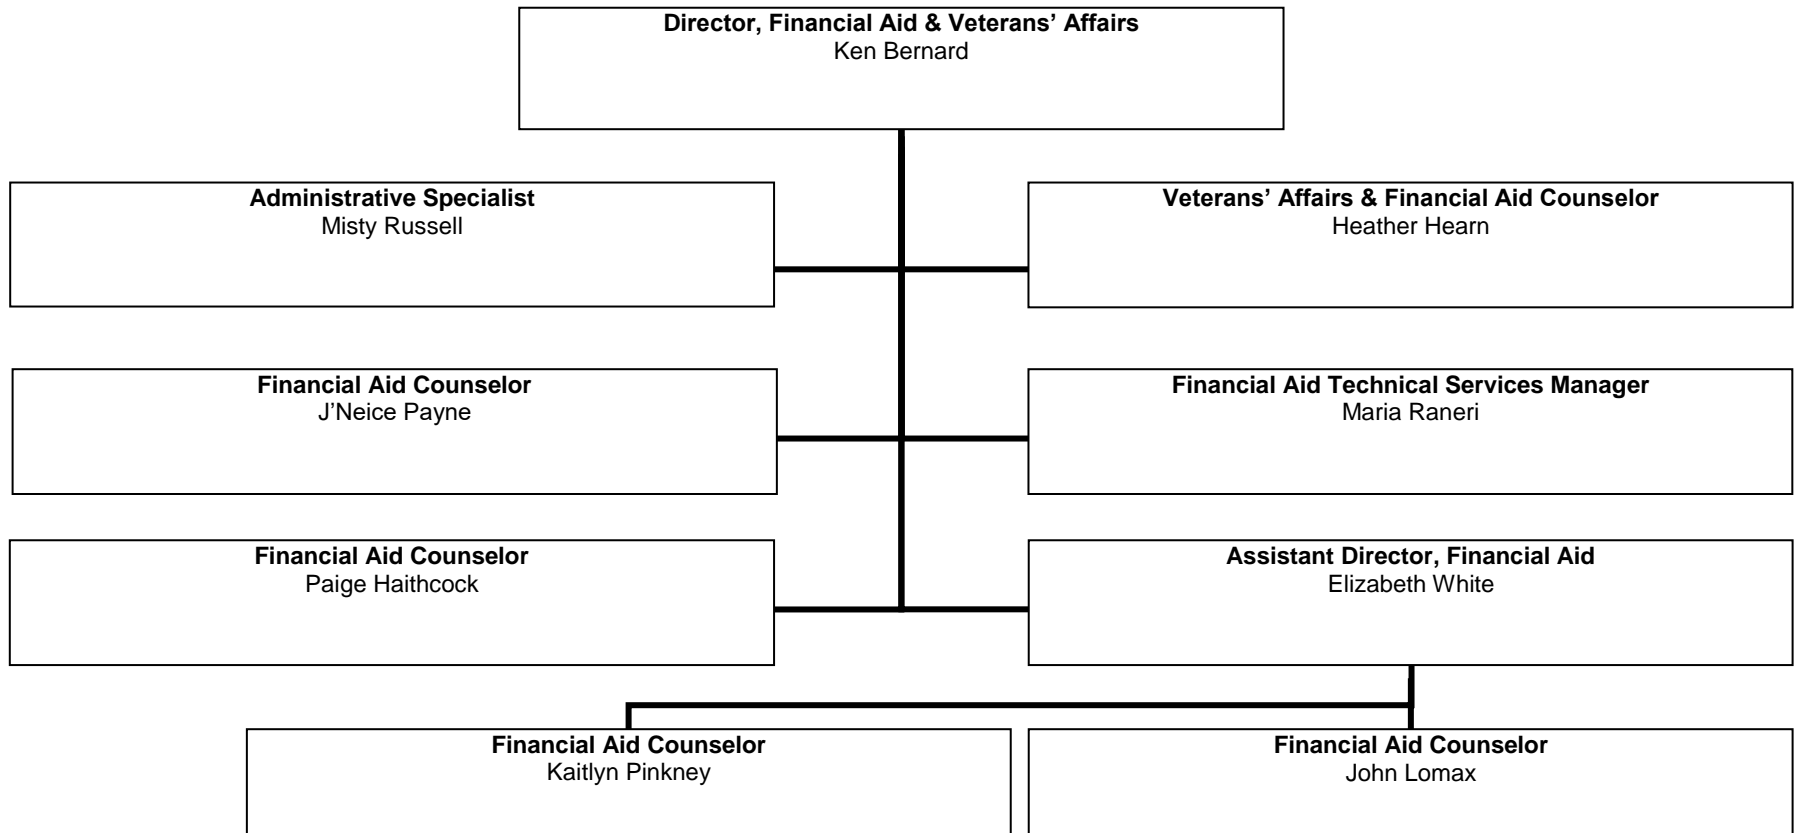 Director, Financial Aid & Veterans’ Affairs
Ken Bernard
Administrative Specialist
Misty Russell
Veterans’ Affairs & Financial Aid Counselor
Heather Hearn
Financial Aid Counselor
J’Neice Payne
Financial Aid Technical Services Manager
Maria Raneri
Financial Aid Counselor
Paige Haithcock
Assistant Director, Financial Aid
Elizabeth White
Financial Aid Counselor
Kaitlyn Pinkney
Financial Aid Counselor
John Lomax